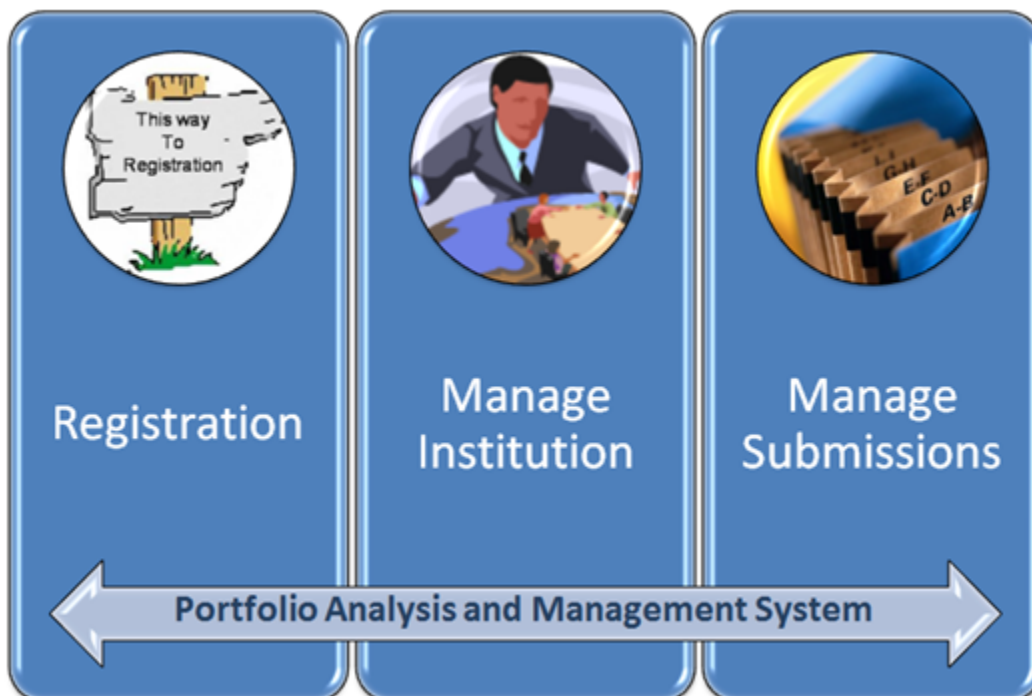 This way
To
Registration
Registration
Manage
Institution
G-H
E-F
C-D
A-B
Manage
Submissions
Portfolio Analysis and Management System